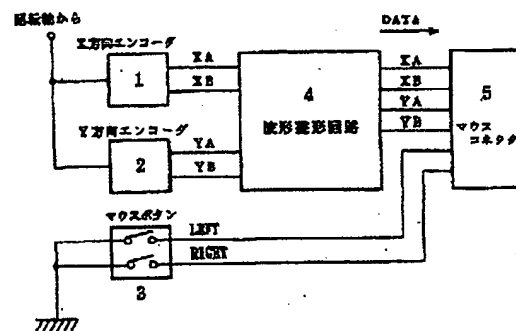 回転軸から
DATA
X方向エンコーダ
1
XA
XB
4
波形整形回路
XA
XB
YA
YB
5
マウス
コネクタ
Y方向エンコーダ
2
YA
YB
マウスボタン
LEFT
RIGHT
3